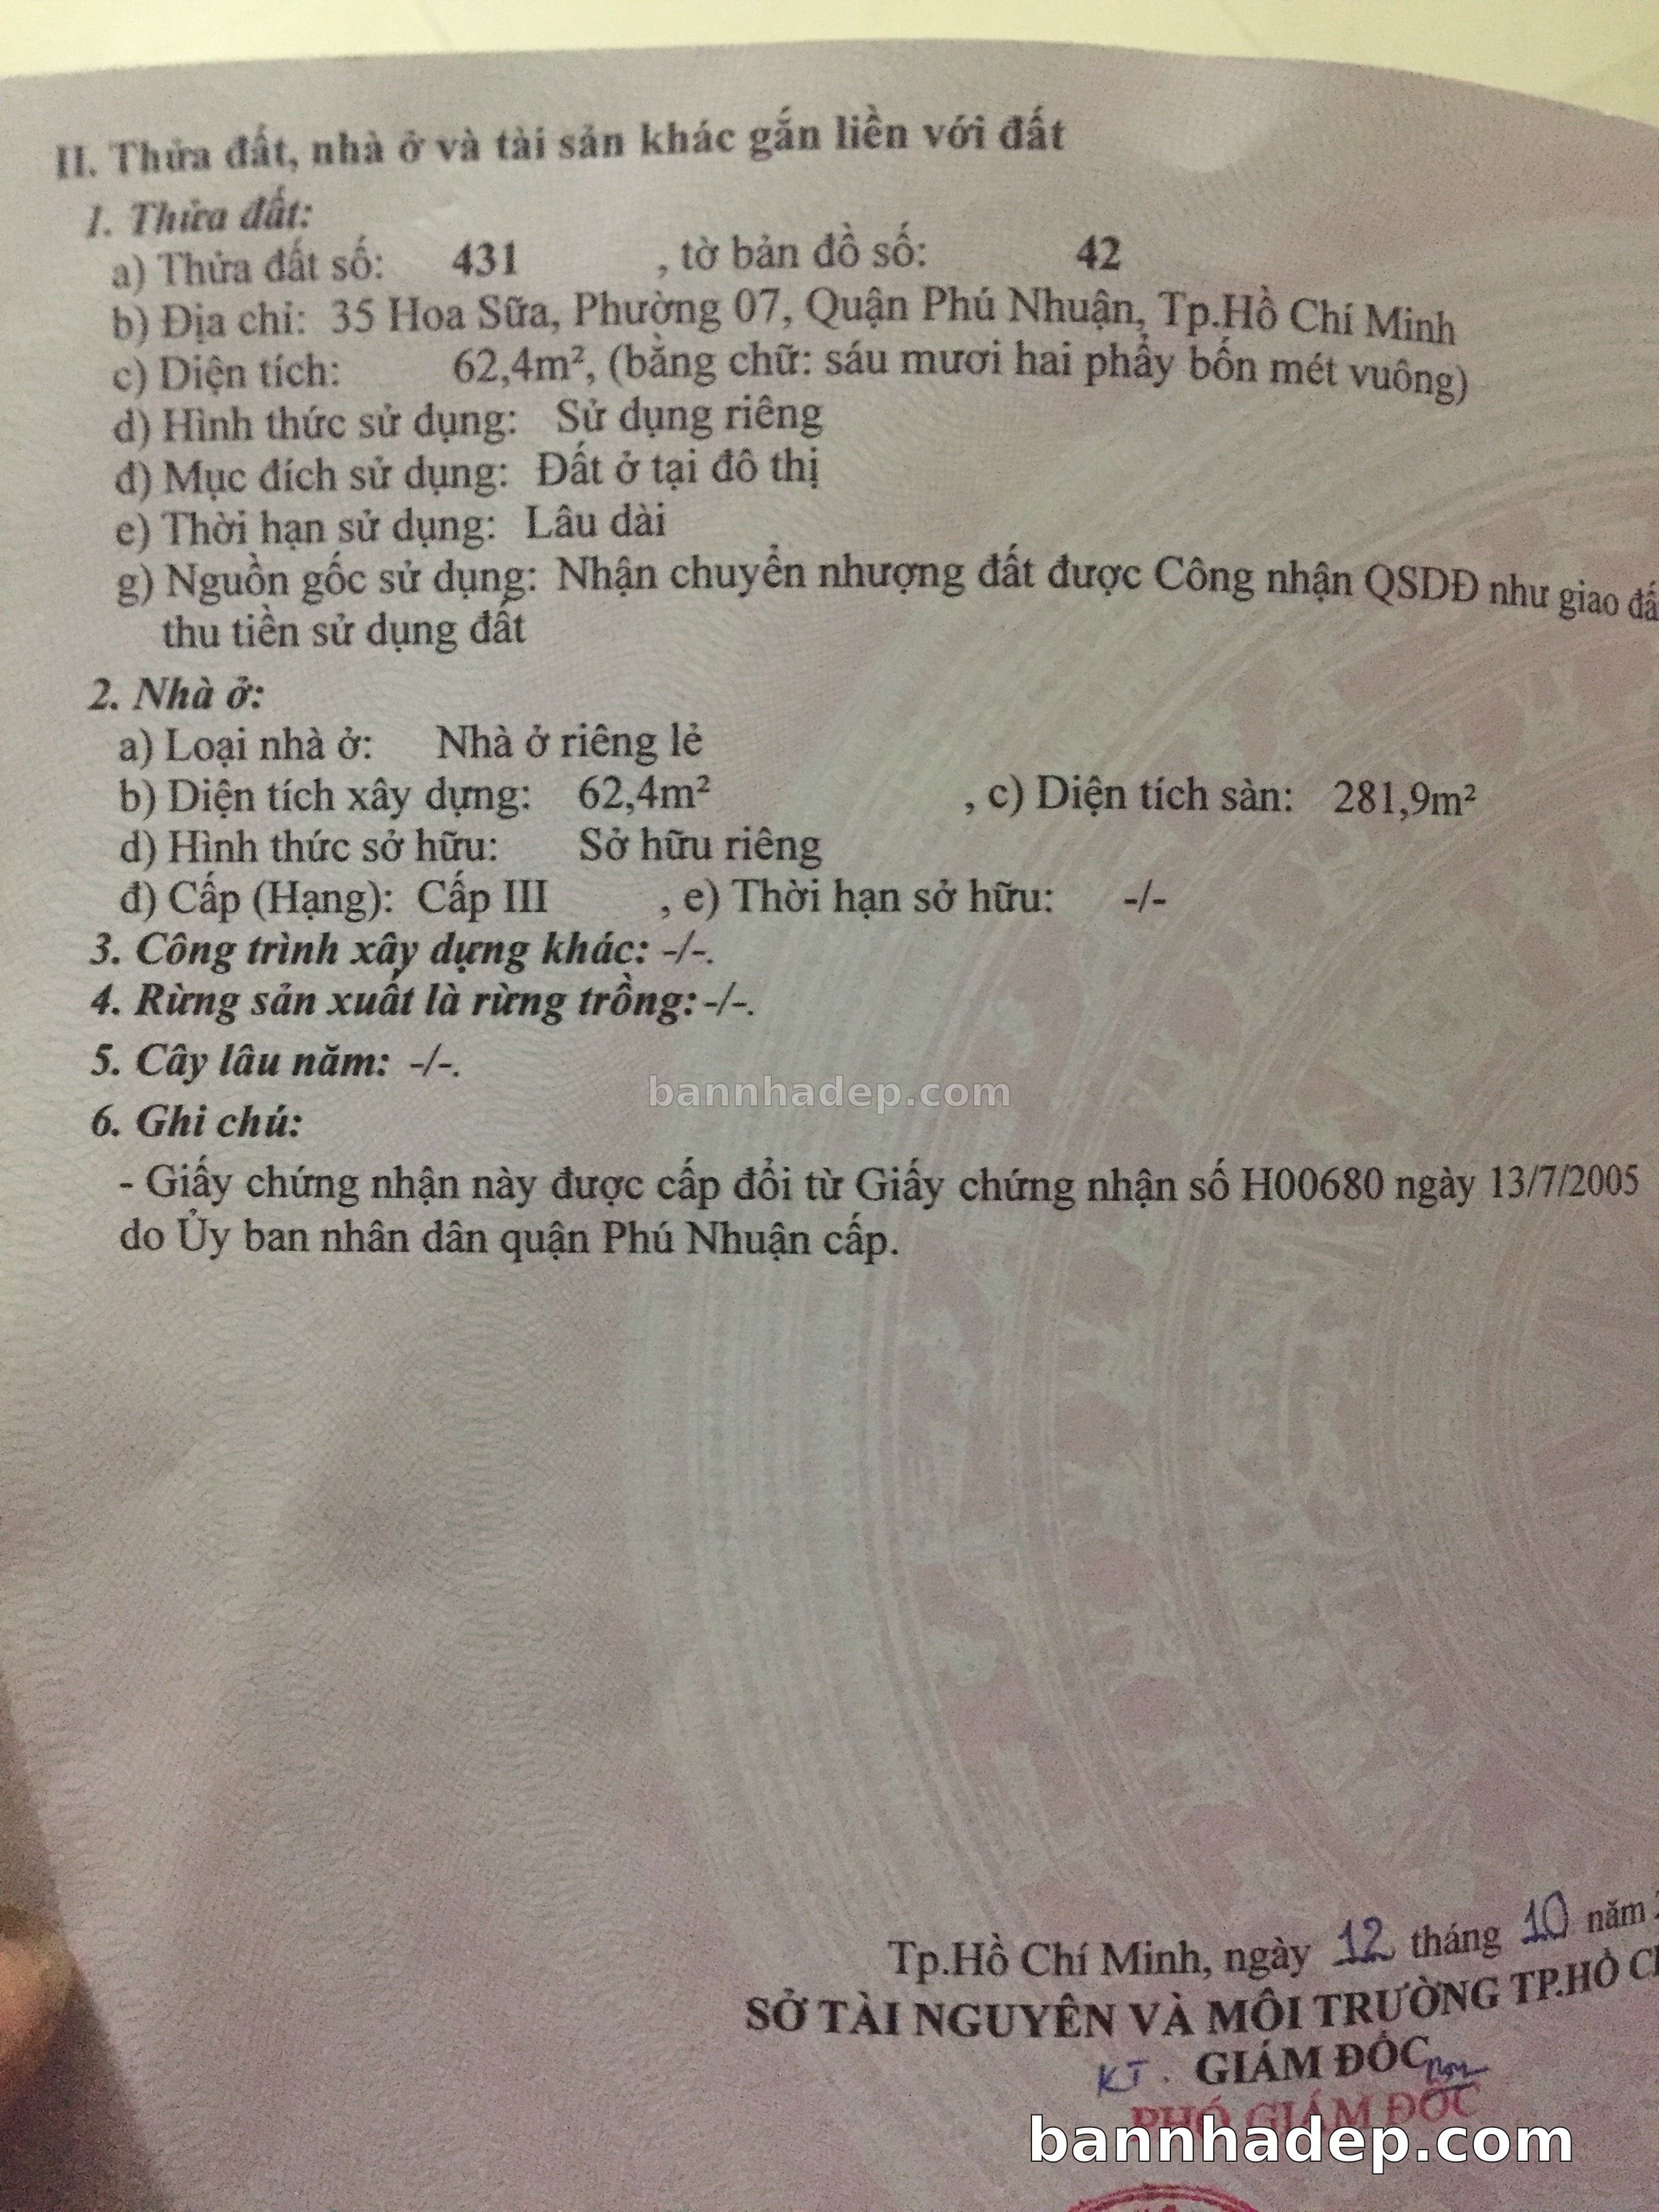 II. Thửa đất, nhà ở và tài sản khác gắn liền với đất
1. Thửa đất:
a) Thửa đất số: 431 , tờ bản đồ số: 42
b) Địa chỉ: 35 Hoa Sữa, Phường 07, Quận Phú Nhuận, Tp.Hồ Chí Minh
c) Diện tích: 62,4m², (bằng chữ: sáu mươi hai phẩy bốn mét vuông)
d) Hình thức sử dụng: Sử dụng riêng
đ) Mục đích sử dụng: Đất ở tại đô thị
e) Thời hạn sử dụng: Lâu dài
g) Nguồn gốc sử dụng: Nhận chuyển nhượng đất được Công nhận QSDĐ như giao
thu tiền sử dụng đất
2. Nhà ở:
a) Loại nhà ở: Nhà ở riêng lẻ
b) Diện tích xây dựng: 62,4m² , c) Diện tích sàn: 281,9m²
d) Hình thức sở hữu: Sở hữu riêng
đ) Cấp (Hạng): Cấp III , e) Thời hạn sở hữu: -/-
3. Công trình xây dựng khác: -/-.
4. Rừng sản xuất là rừng trồng: -/-.
5. Cây lâu năm: -/-.
bannhadep.com
6. Ghi chú:
- Giấy chứng nhận này được cấp đổi từ Giấy chứng nhận số H00680 ngày 13/7/2005
do Ủy ban nhân dân quận Phú Nhuận cấp.
Tp.Hồ Chí Minh, ngày 12 tháng 10 năm
SỞ TÀI NGUYÊN VÀ MÔI TRƯỜNG TP.HỒ
KT. GIÁM ĐỐC
PHÓ GIÁM ĐỐC
bannhadep.com